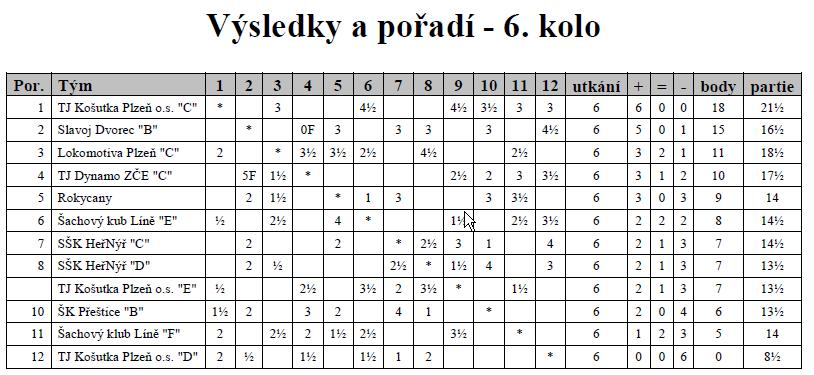 Výsledky a pořadí - 6. kolo
Por. Tým 1 2 3 4 5 6 7 8 9 10 11 12 utkání + = - body partie
1 TJ Košutka Plzeň o.s. "C" * 3 4½ 4½ 3½ 3 3 6 6 0 0 18 21½
2 Slavoj Dvorec "B" * 0F 3 3 3 3 4½ 6 5 0 1 15 16½
3 Lokomotiva Plzeň "C" 2 * 3½ 3½ 2½ 4½ 2½ 6 3 2 1 11 18½
4 TJ Dynamo ZČE "C" 5F 1½ * 2½ 2 3 3½ 6 3 1 2 10 17½
5 Rokycany 2 1½ * 1 3 3 3½ 6 3 0 3 9 14
6 Šachový kub Líně "E" ½ 2½ 4 * 1½ 2½ 3½ 6 2 2 2 8 14½
7 SŠK HeřNýř "C" 2 2 * 2½ 3 1 4 6 2 1 3 7 14½
8 SŠK HeřNýř "D" 2 ½ 2½ * 1½ 4 3 6 2 1 3 7 13½
TJ Košutka Plzeň o.s. "E" ½ 2½ 3½ 2 3½ * 1½ 6 2 1 3 7 13½
10 ŠK Přeštice "B" 1½ 2 3 2 4 1 * 6 2 0 4 6 13½
11 Šachový klub Líně "F" 2 2½ 2 1½ 2½ 3½ * 6 1 2 3 5 14
12 TJ Košutka Plzeň o.s. "D" 2 ½ 1½ 1½ 1 2 * 6 0 0 6 0 8½